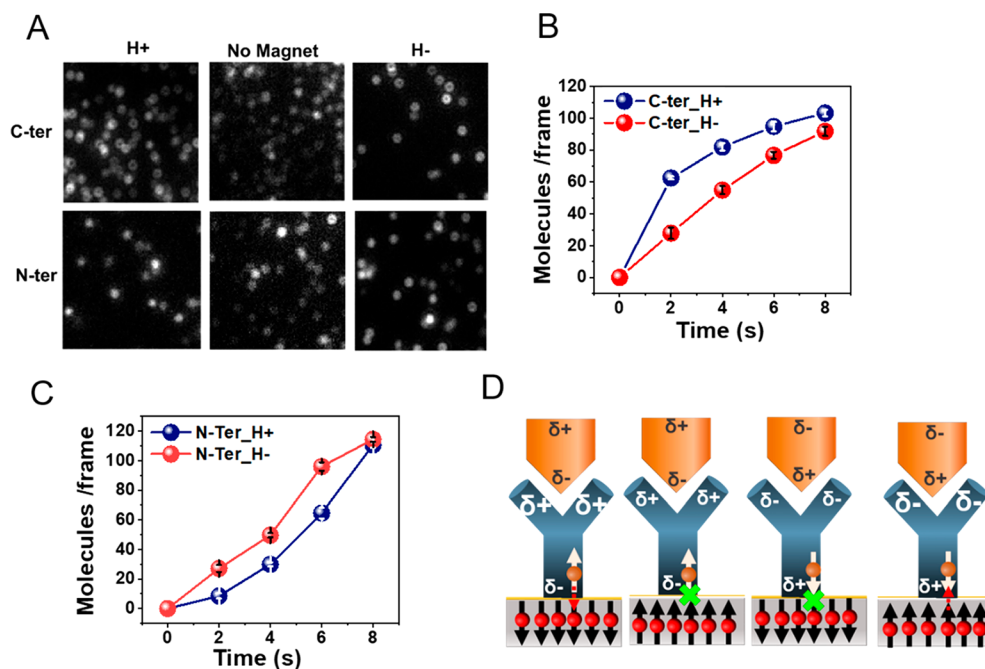 A
H+ No Magnet H-
C-ter
N-ter
B
Molecules /frame
120
100
80
60
40
20
0
C-ter_H+
C-ter_H-
0 2 4 6 8
Time (s)
C
Molecules /frame
120
100
80
60
40
20
0
N-Ter_H+
N-Ter_H-
0 2 4 6 8
Time (s)
D
δ+ δ+ δ- δ-
δ- δ- δ+ δ+
δ+ δ+ δ+ δ+ δ- δ- δ- δ-
δ- δ- δ+ δ+